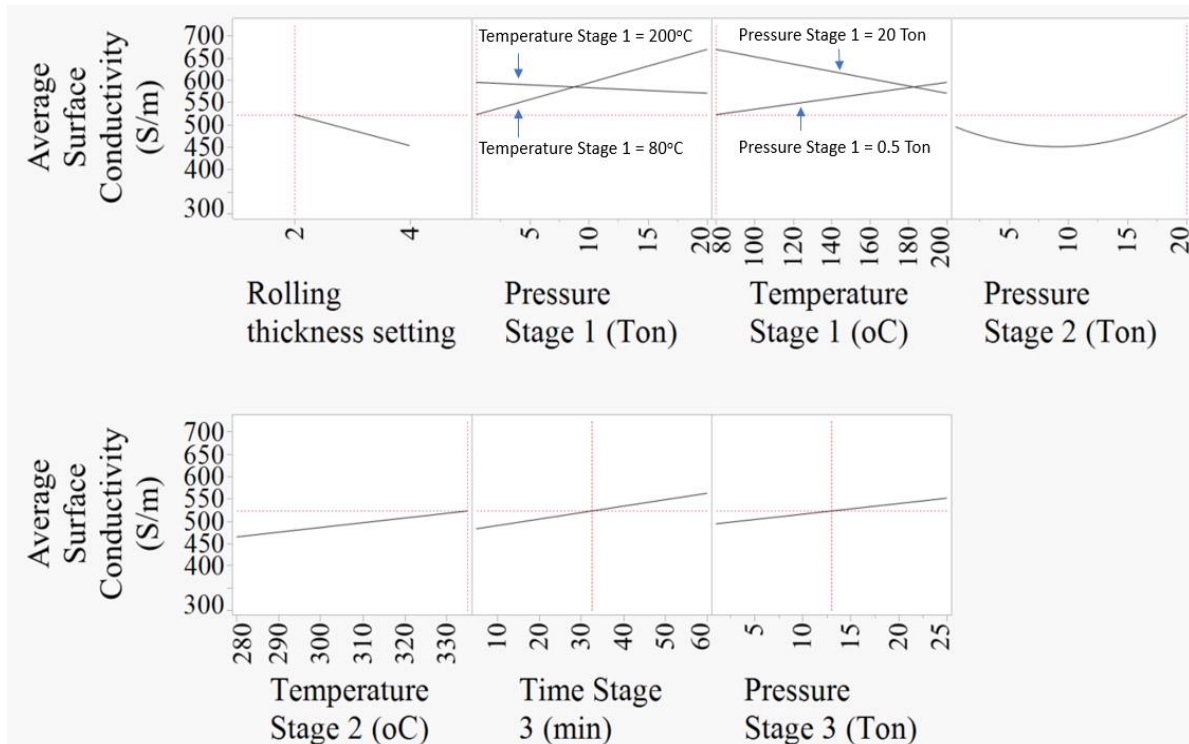 Average
Surface
Conductivity
(S/m)
700
650
600
550
500
450
400
300
Temperature Stage 1 = 200oC
Temperature Stage 1 = 80oC
Pressure Stage 1 = 20 Ton
Pressure Stage 1 = 0.5 Ton
2 4
5 10 15 20
80 100 120 140 160 180 200
5 10 15 20
Rolling
thickness setting
Pressure
Stage 1 (Ton)
Temperature
Stage 1 (oC)
Pressure
Stage 2 (Ton)
Average
Surface
Conductivity
(S/m)
700
650
600
550
500
450
400
300
280 290 300 310 320 330
10 20 30 40 50 60
5 10 15 20 25
Temperature
Stage 2 (oC)
Time Stage
3 (min)
Pressure
Stage 3 (Ton)